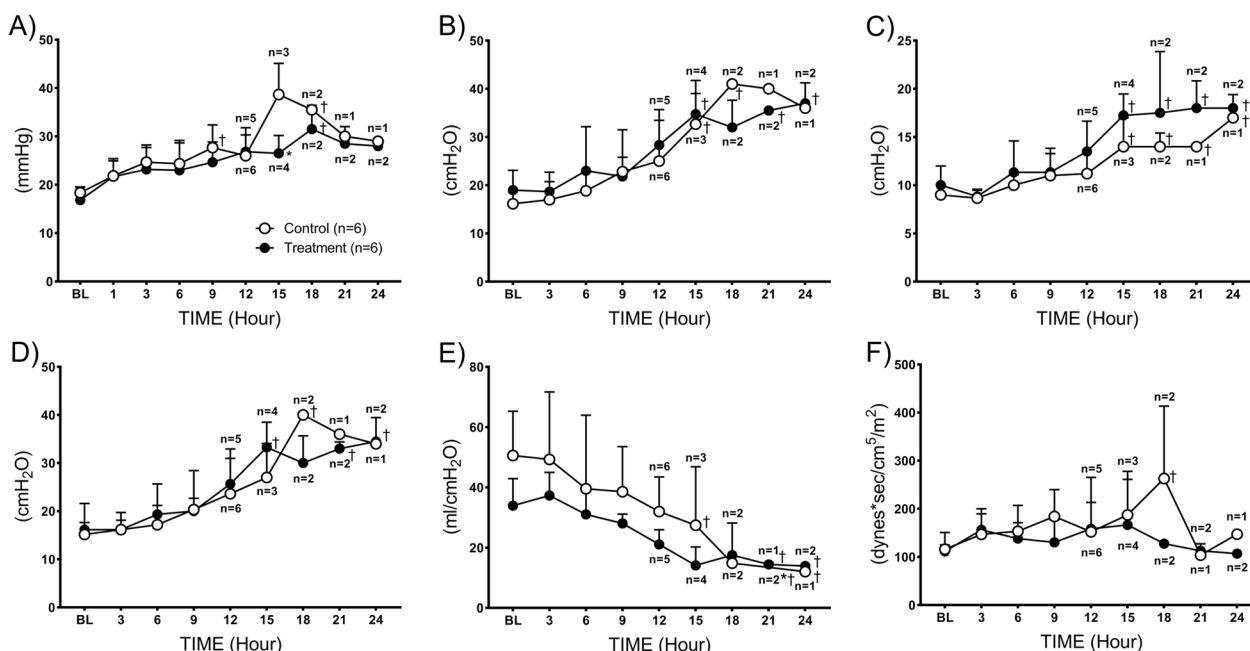 A)
50
40
30
20
10
0
(mmHg)
n=3
n=2
n=5
n=1
n=1
†
†
†
*
n=6
n=4
n=2
n=2
n=2
Control (n=6)
Treatment (n=6)
BL 1 3 6 9 12 15 18 21 24
TIME (Hour)
B)
50
40
30
20
10
0
(cmH2O)
n=4
n=2
n=1
n=2
n=5
†
†
†
†
†
n=6
n=3
n=2
n=2
n=1
BL 3 6 9 12 15 18 21 24
TIME (Hour)
C)
25
20
15
10
5
0
(cmH2O)
n=2
n=4
n=2
n=2
n=5
†
†
†
†
†
†
†
†
n=6
n=3
n=2
n=1
n=1
BL 3 6 9 12 15 18 21 24
TIME (Hour)
D)
50
40
30
20
10
0
(cmH2O)
n=4
n=2
n=1
n=2
n=5
†
†
†
†
n=6
n=3
n=2
n=2
n=1
BL 3 6 9 12 15 18 21 24
TIME (Hour)
E)
80
60
40
20
0
(ml/cmH2O)
n=6
n=3
n=2
†
n=1†
n=2†
n=5
n=4
n=2
n=2*†
n=1†
BL 3 6 9 12 15 18 21 24
TIME (Hour)
F)
500
400
300
200
100
0
(dynes*sec/cm5/m2)
n=2
n=5
n=3
†
n=2
n=1
n=6
n=4
n=2
n=1
n=2
BL 3 6 9 12 15 18 21 24
TIME (Hour)